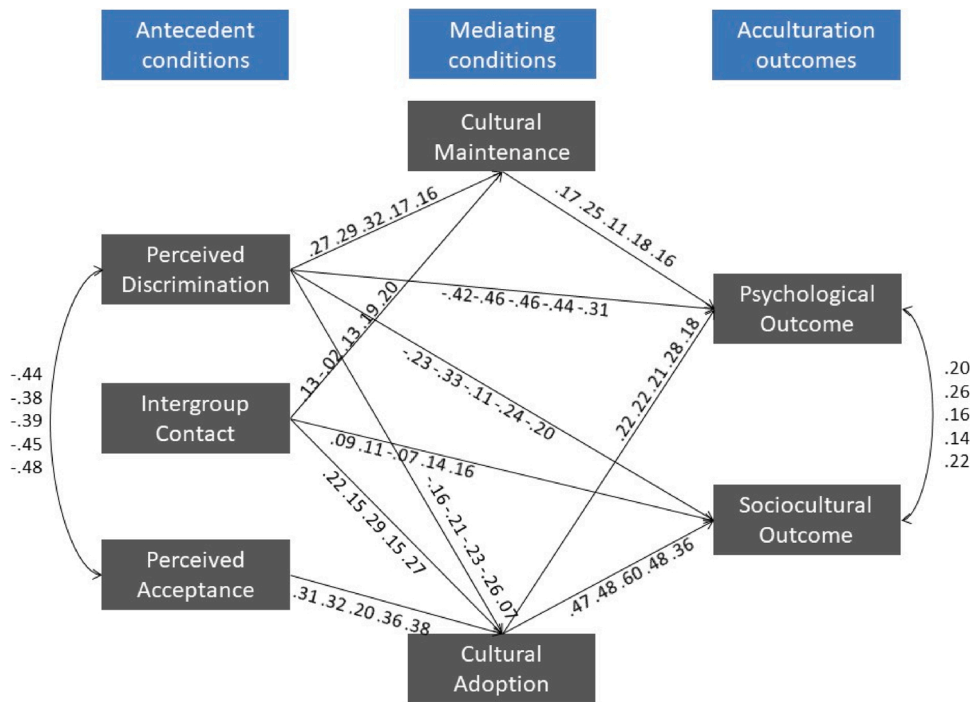 Antecedent
conditions
Mediating
conditions
Acculturation
outcomes
Cultural
Maintenance
.27 .29 .32 .17 .16
.17 .25 .11 .18 .16
Perceived
Discrimination
-.42 -.46 -.46 -.44 -.31
Psychological
Outcome
.13 -.02 .13 .19 .20
-.23 -.33 -.11 -.24 -.20
.22 .22 .21 .28 .18
-.44
-.38
-.39
-.45
-.48
Intergroup
Contact
.20
.26
.16
.14
.22
.09 .11 -.07 .14 .16
.22 .15 .29 .15 .27
-.16 -.21 -.23 -.26 .07
Sociocultural
Outcome
Perceived
Acceptance
.31 .32 .20 .36 .38
.47 .48 .60 .48 .36
Cultural
Adoption